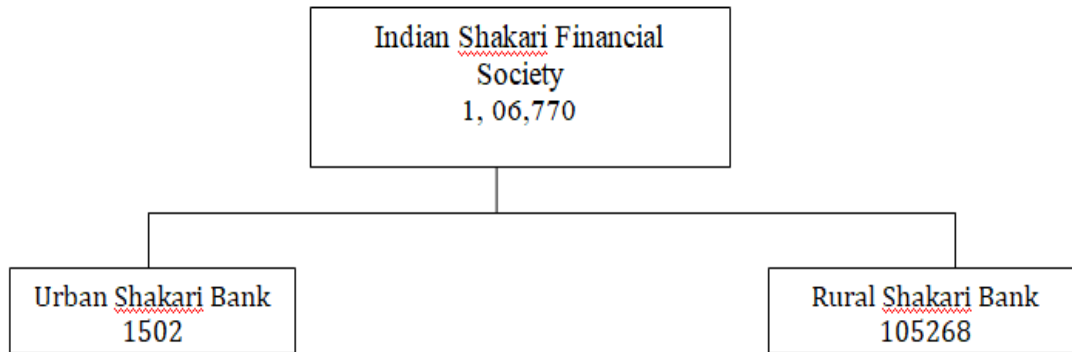 Indian Shakari Financial
Society
1, 06,770
Urban Shakari Bank
1502
Rural Shakari Bank
105268